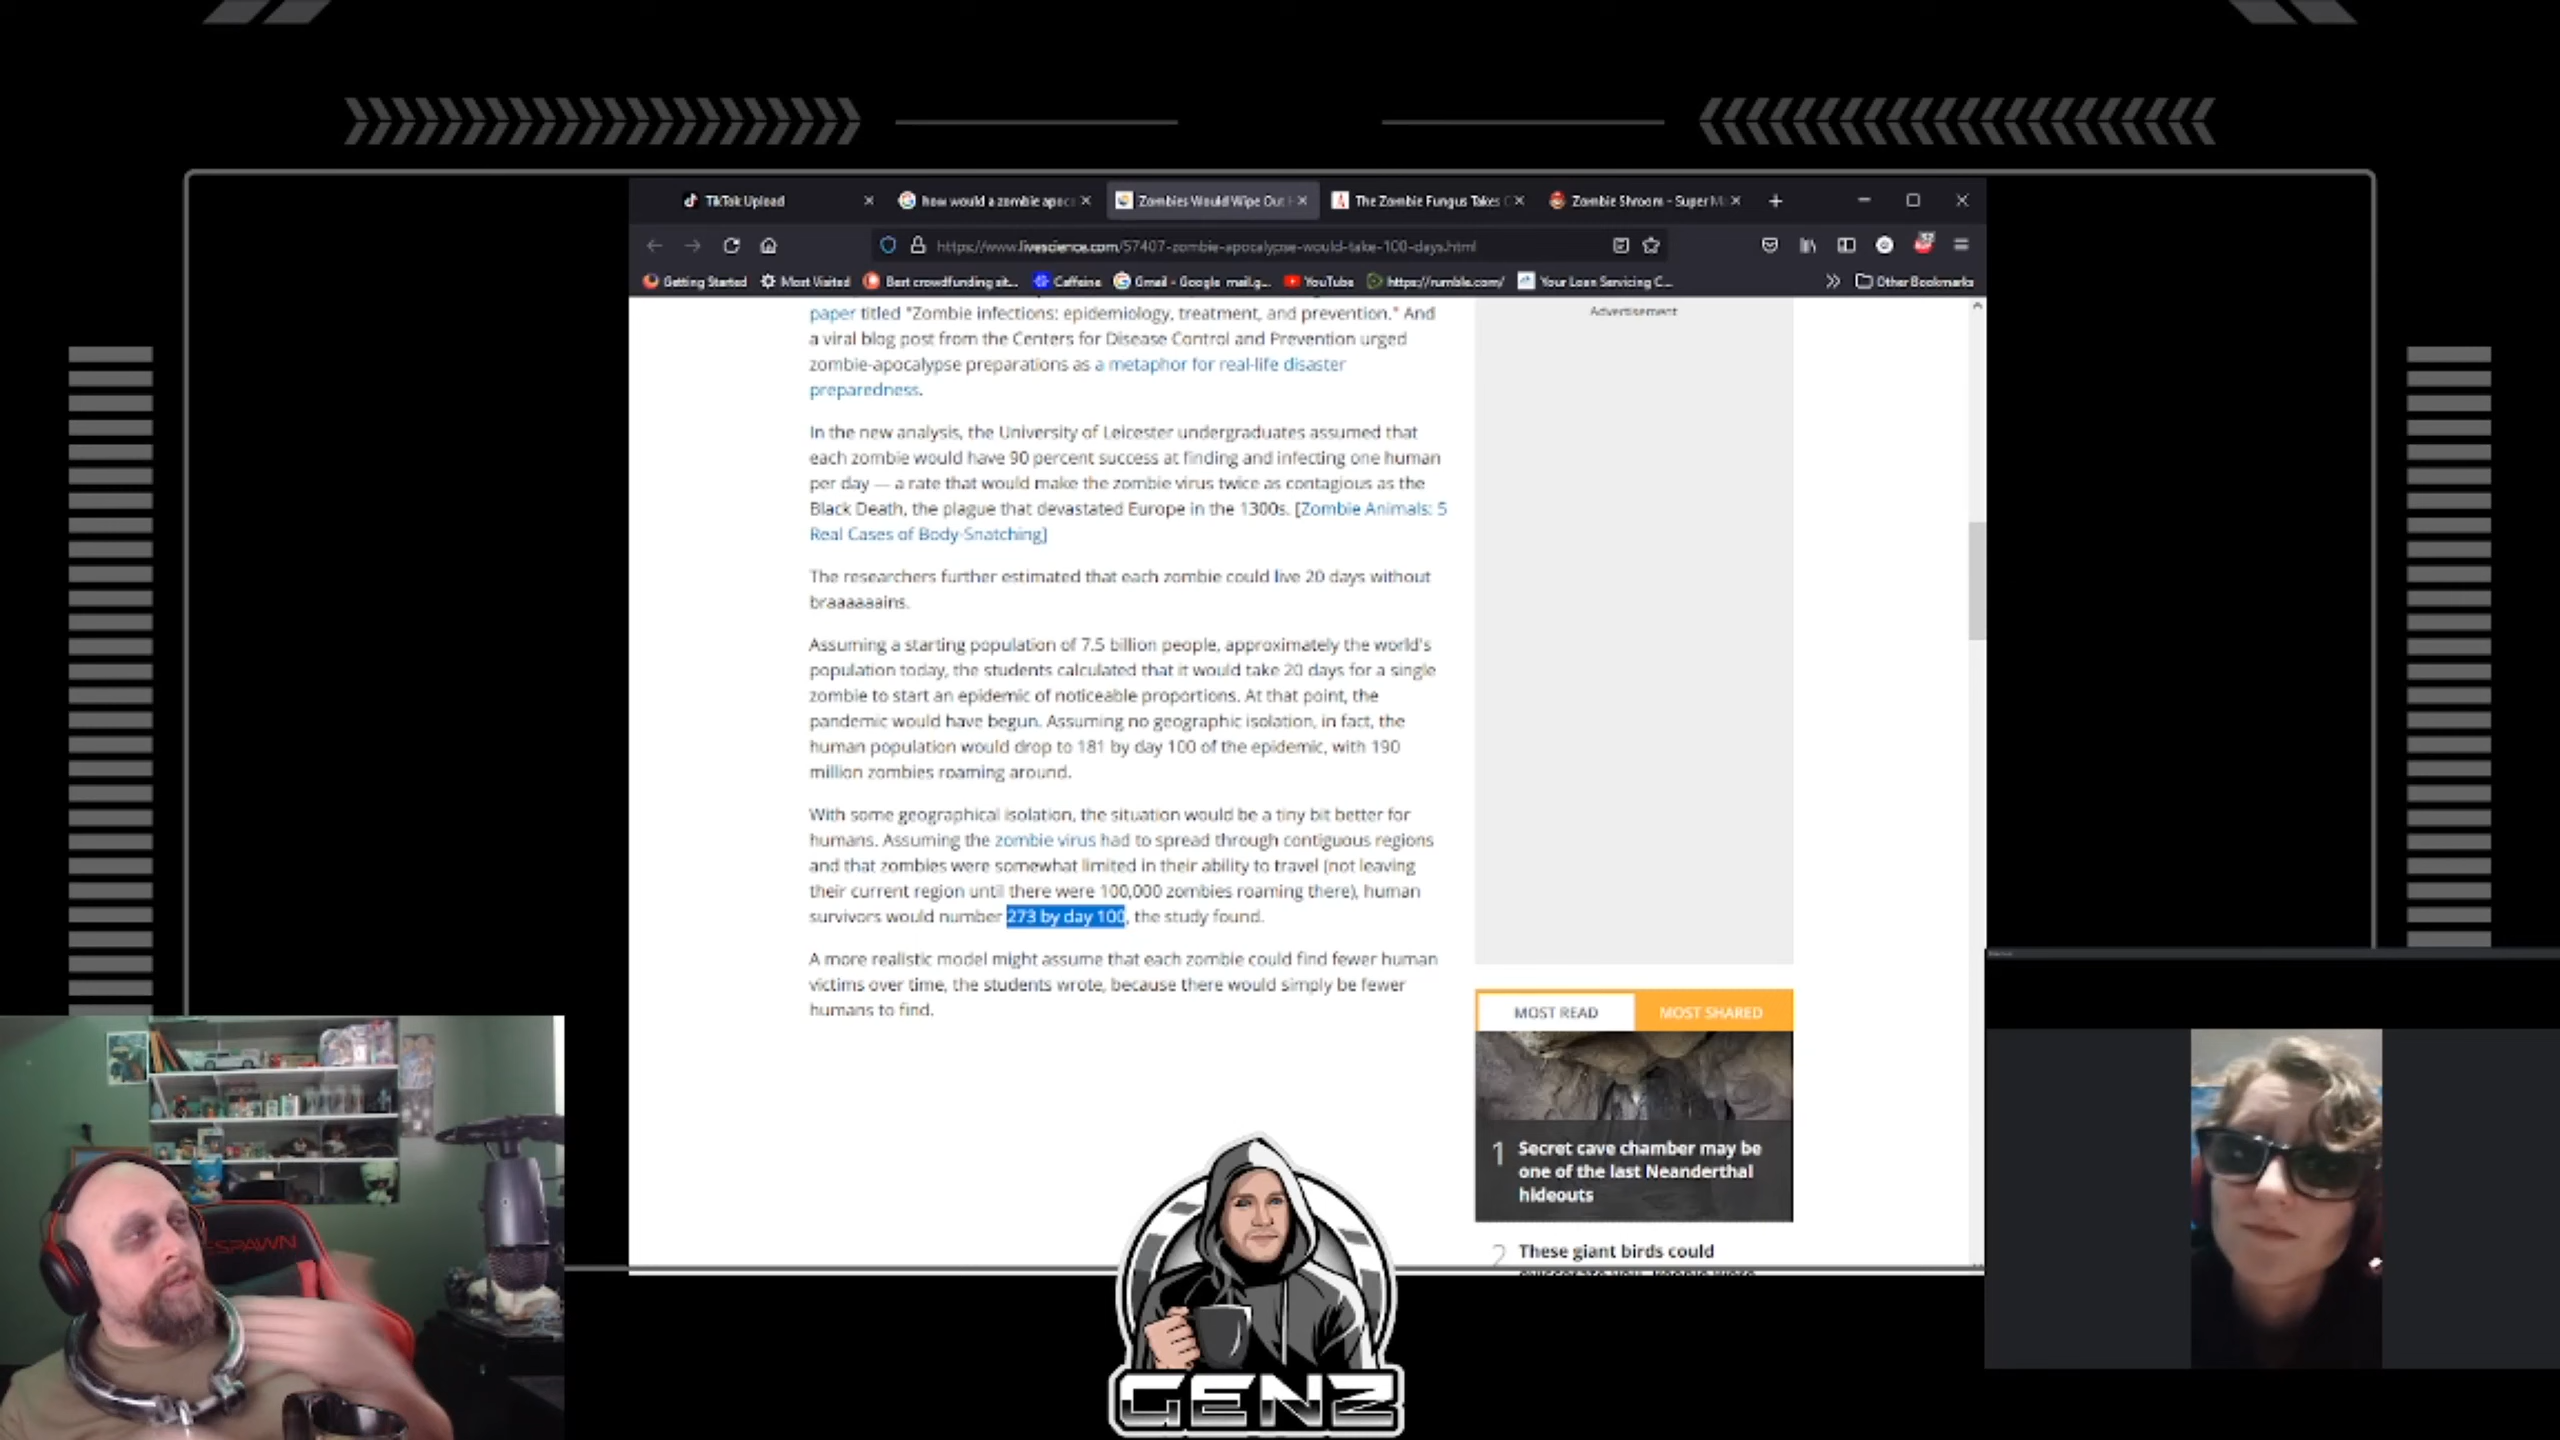 TikTok Upload
how would a zombie apoc
Zombies Would Wipe Out
The Zombie Fungus Takes
Zombie Shroom - Super M
https://www.livescience.com/57407-zombie-apocalypse-would-take-100-days.html
Getting Started
Most Visited
Best crowdfunding sit...
Caffeine
Gmail - Google mail.g...
YouTube
https://rumble.com/
Your Loan Servicing C...
Other Bookmarks
paper titled "Zombie infections: epidemiology, treatment, and prevention." And
a viral blog post from the Centers for Disease Control and Prevention urged
zombie-apocalypse preparations as a metaphor for real-life disaster
preparedness.
In the new analysis, the University of Leicester undergraduates assumed that
each zombie would have 90 percent success at finding and infecting one human
per day — a rate that would make the zombie virus twice as contagious as the
Black Death, the plague that devastated Europe in the 1300s. [Zombie Animals: 5
Real Cases of Body-Snatching]
The researchers further estimated that each zombie could live 20 days without
braaaaaains.
Assuming a starting population of 7.5 billion people, approximately the world's
population today, the students calculated that it would take 20 days for a single
zombie to start an epidemic of noticeable proportions. At that point, the
pandemic would have begun. Assuming no geographic isolation, in fact, the
human population would drop to 181 by day 100 of the epidemic, with 190
million zombies roaming around.
With some geographical isolation, the situation would be a tiny bit better for
humans. Assuming the zombie virus had to spread through contiguous regions
and that zombies were somewhat limited in their ability to travel (not leaving
their current region until there were 100,000 zombies roaming there), human
survivors would number 273 by day 100, the study found.
A more realistic model might assume that each zombie could find fewer human
victims over time, the students wrote, because there would simply be fewer
humans to find.
Advertisement
MOST READ
MOST SHARED
1
Secret cave chamber may be
one of the last Neanderthal
hideouts
2
These giant birds could
ESPAWN
GENZ